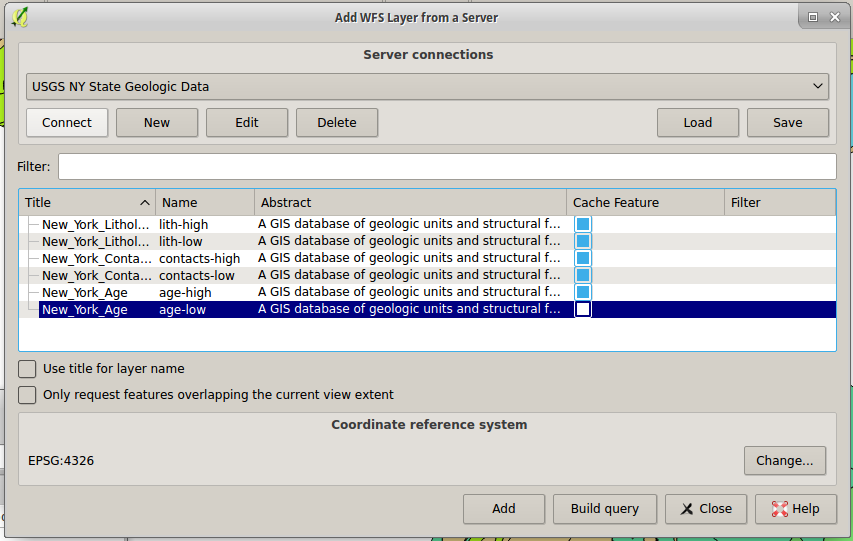 Add WFS Layer from a Server
Server connections
USGS NY State Geologic Data
Connect New Edit Delete Load Save
Filter:
Title Name Abstract Cache Feature Filter
New_York_Lithol... lith-high A GIS database of geologic units and structural f...
New_York_Lithol... lith-low A GIS database of geologic units and structural f...
New_York_Conta... contacts-high A GIS database of geologic units and structural f...
New_York_Conta... contacts-low A GIS database of geologic units and structural f...
New_York_Age age-high A GIS database of geologic units and structural f...
New_York_Age age-low A GIS database of geologic units and structural f...
Use title for layer name
Only request features overlapping the current view extent
Coordinate reference system
EPSG:4326 Change...
Add Build query Close Help